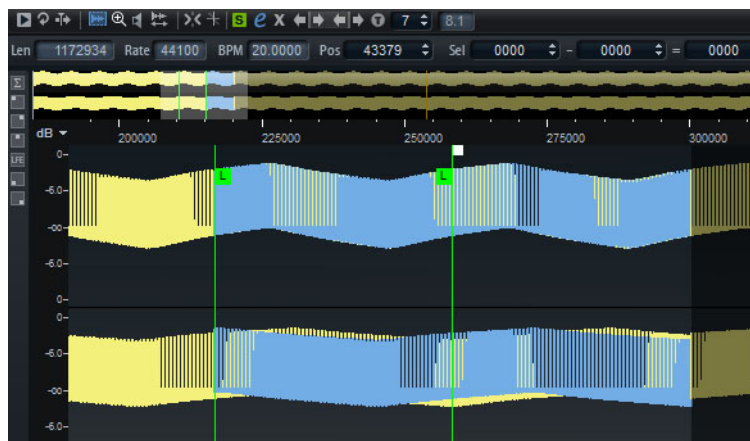 S e X T 7 8.1
Len 1172934 Rate 44100 BPM 20.0000 Pos 43379 Sel 0000 - 0000 = 0000
Σ
LFE
dB 200000 225000 250000 275000 300000
0-
L L
-6.0-
-00-
-6.0-
0-
0-
-6.0-
-00-
-6.0-